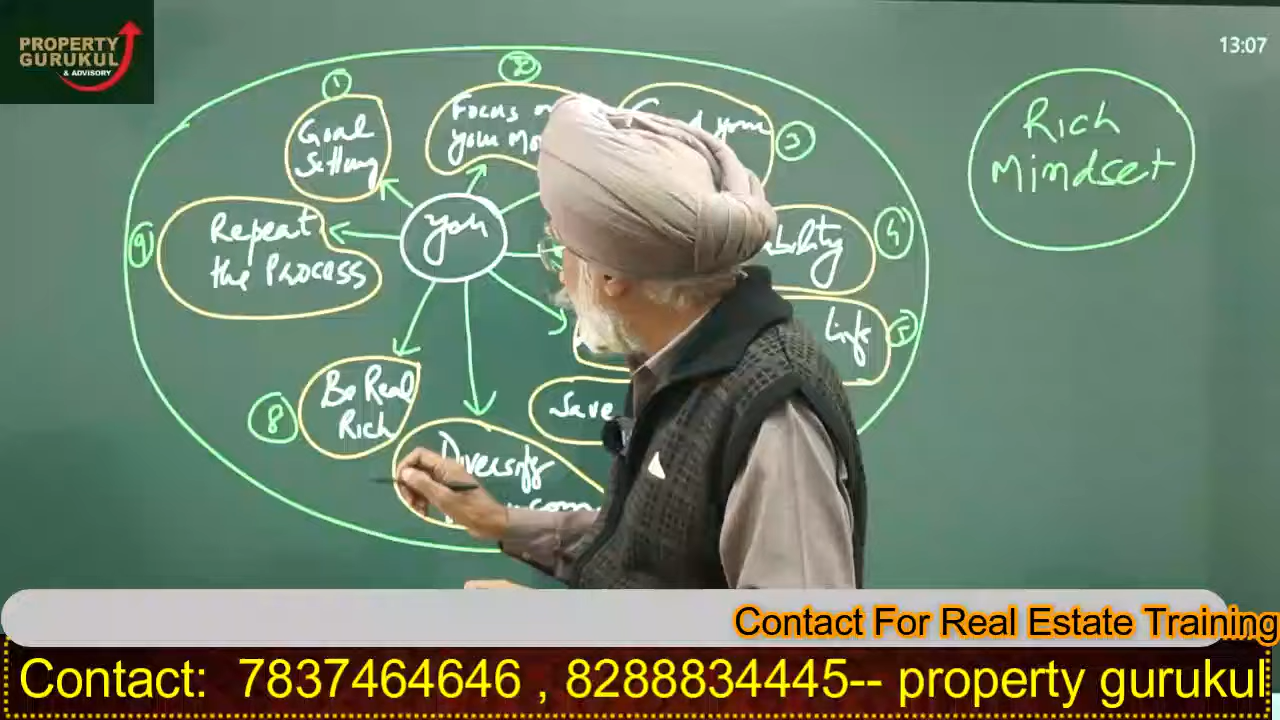 PROPERTY
GURUKUL
& ADVISORY
13:07
1
Goal
Setting
2
Focus on
your
3
your
Rich
Mindset
you
9
Repeat
the Process
4
5
8
Be Real
Rich
Save
Diversify
Contact For Real Estate Training
Contact: 7837464646 , 8288834445-- property gurukul